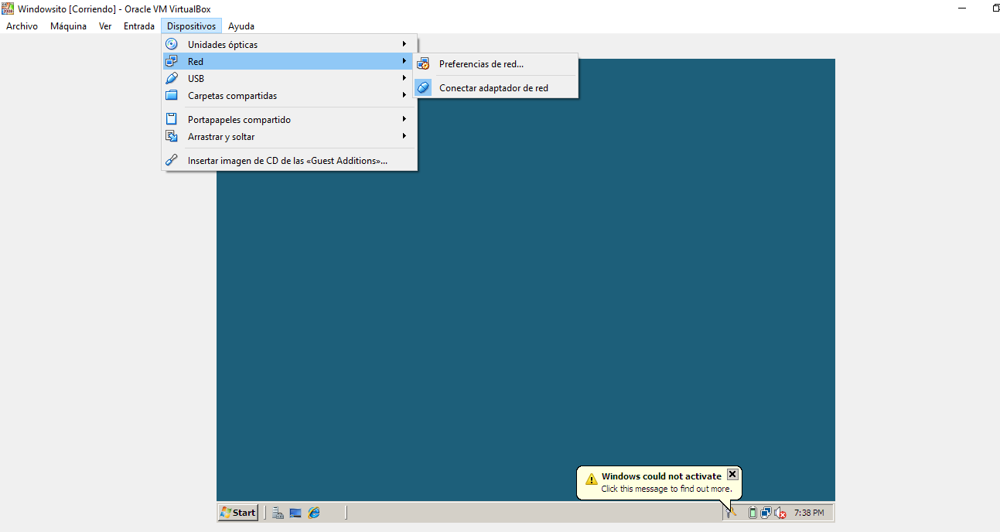 Windowsito [Corriendo] - Oracle VM VirtualBox
Archivo Máquina Ver Entrada Dispositivos Ayuda
Unidades ópticas
Red
USB
Carpetas compartidas
Portapapeles compartido
Arrastrar y soltar
Insertar imagen de CD de las «Guest Additions»...
Preferencias de red...
Conectar adaptador de red
Windows could not activate
Click this message to find out more.
Start
7:38 PM